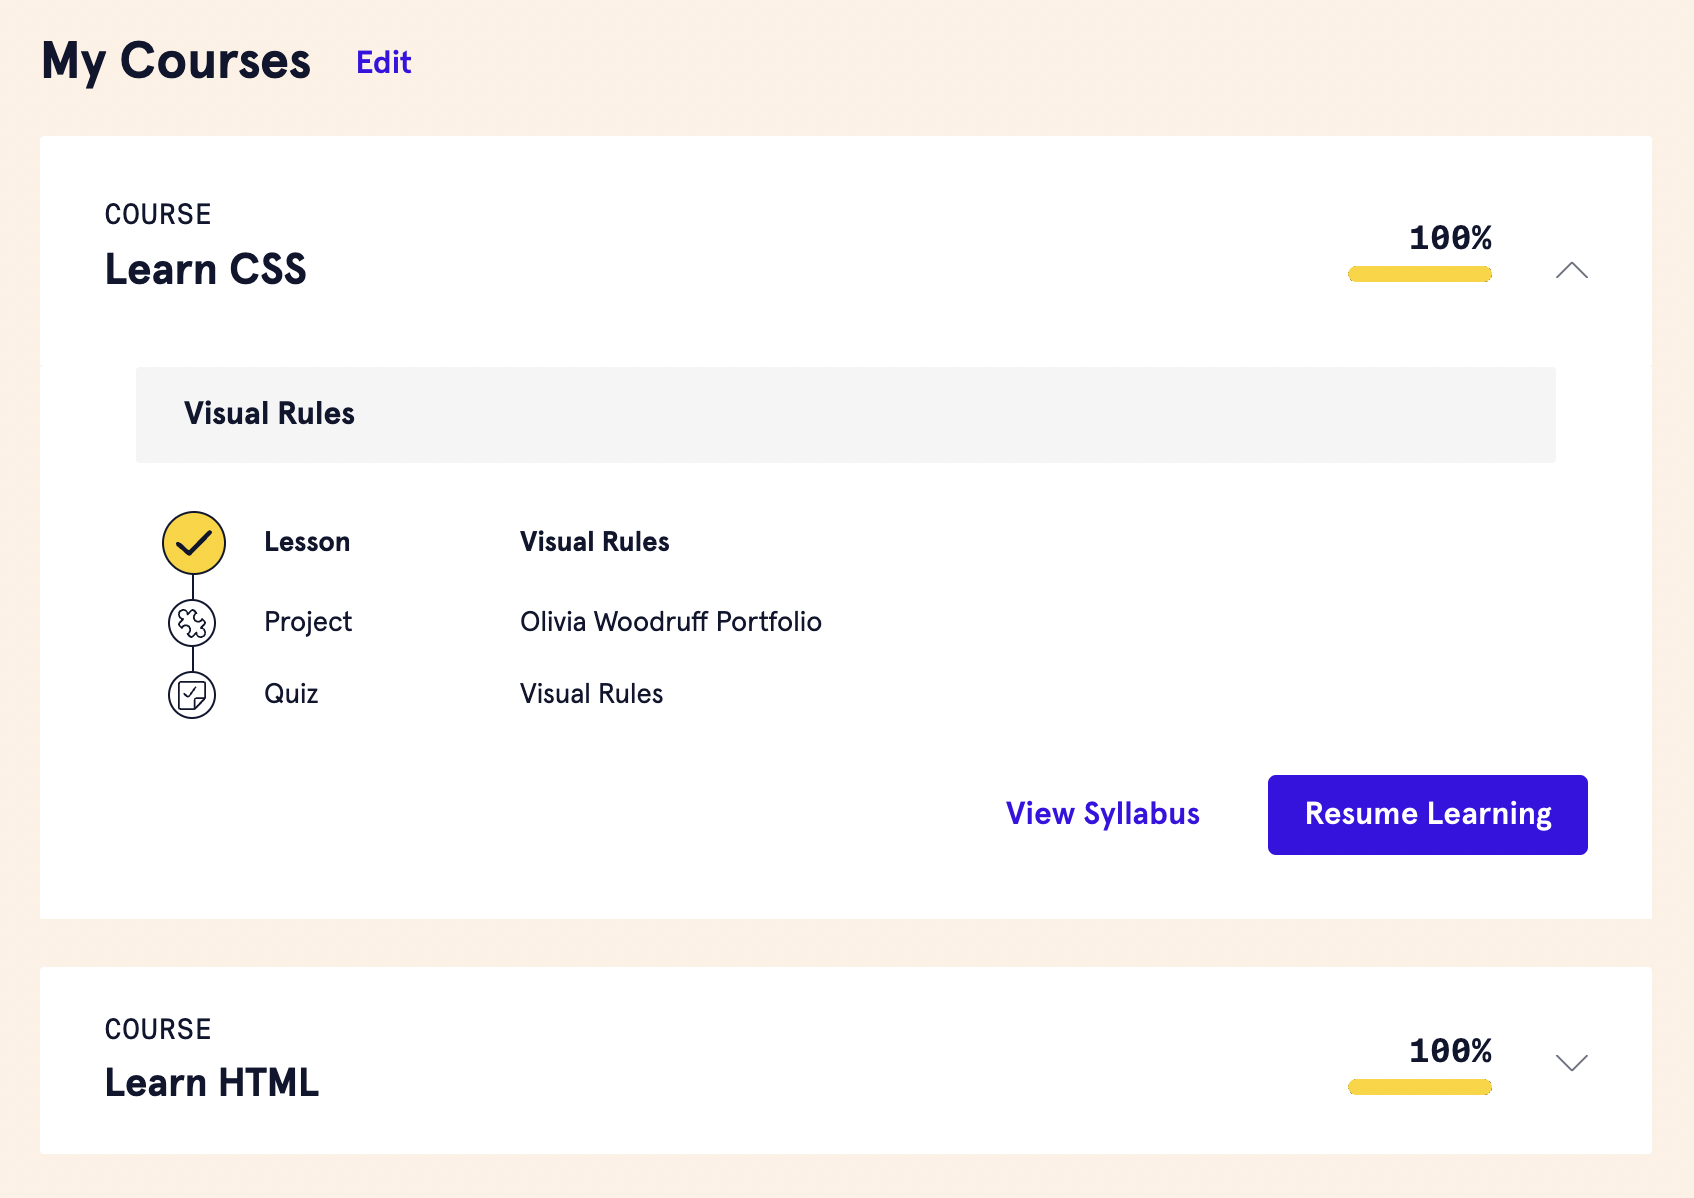 My Courses Edit
COURSE
Learn CSS
100%
Visual Rules
Lesson Visual Rules
Project Olivia Woodruff Portfolio
Quiz Visual Rules
View Syllabus Resume Learning
COURSE
Learn HTML
100%